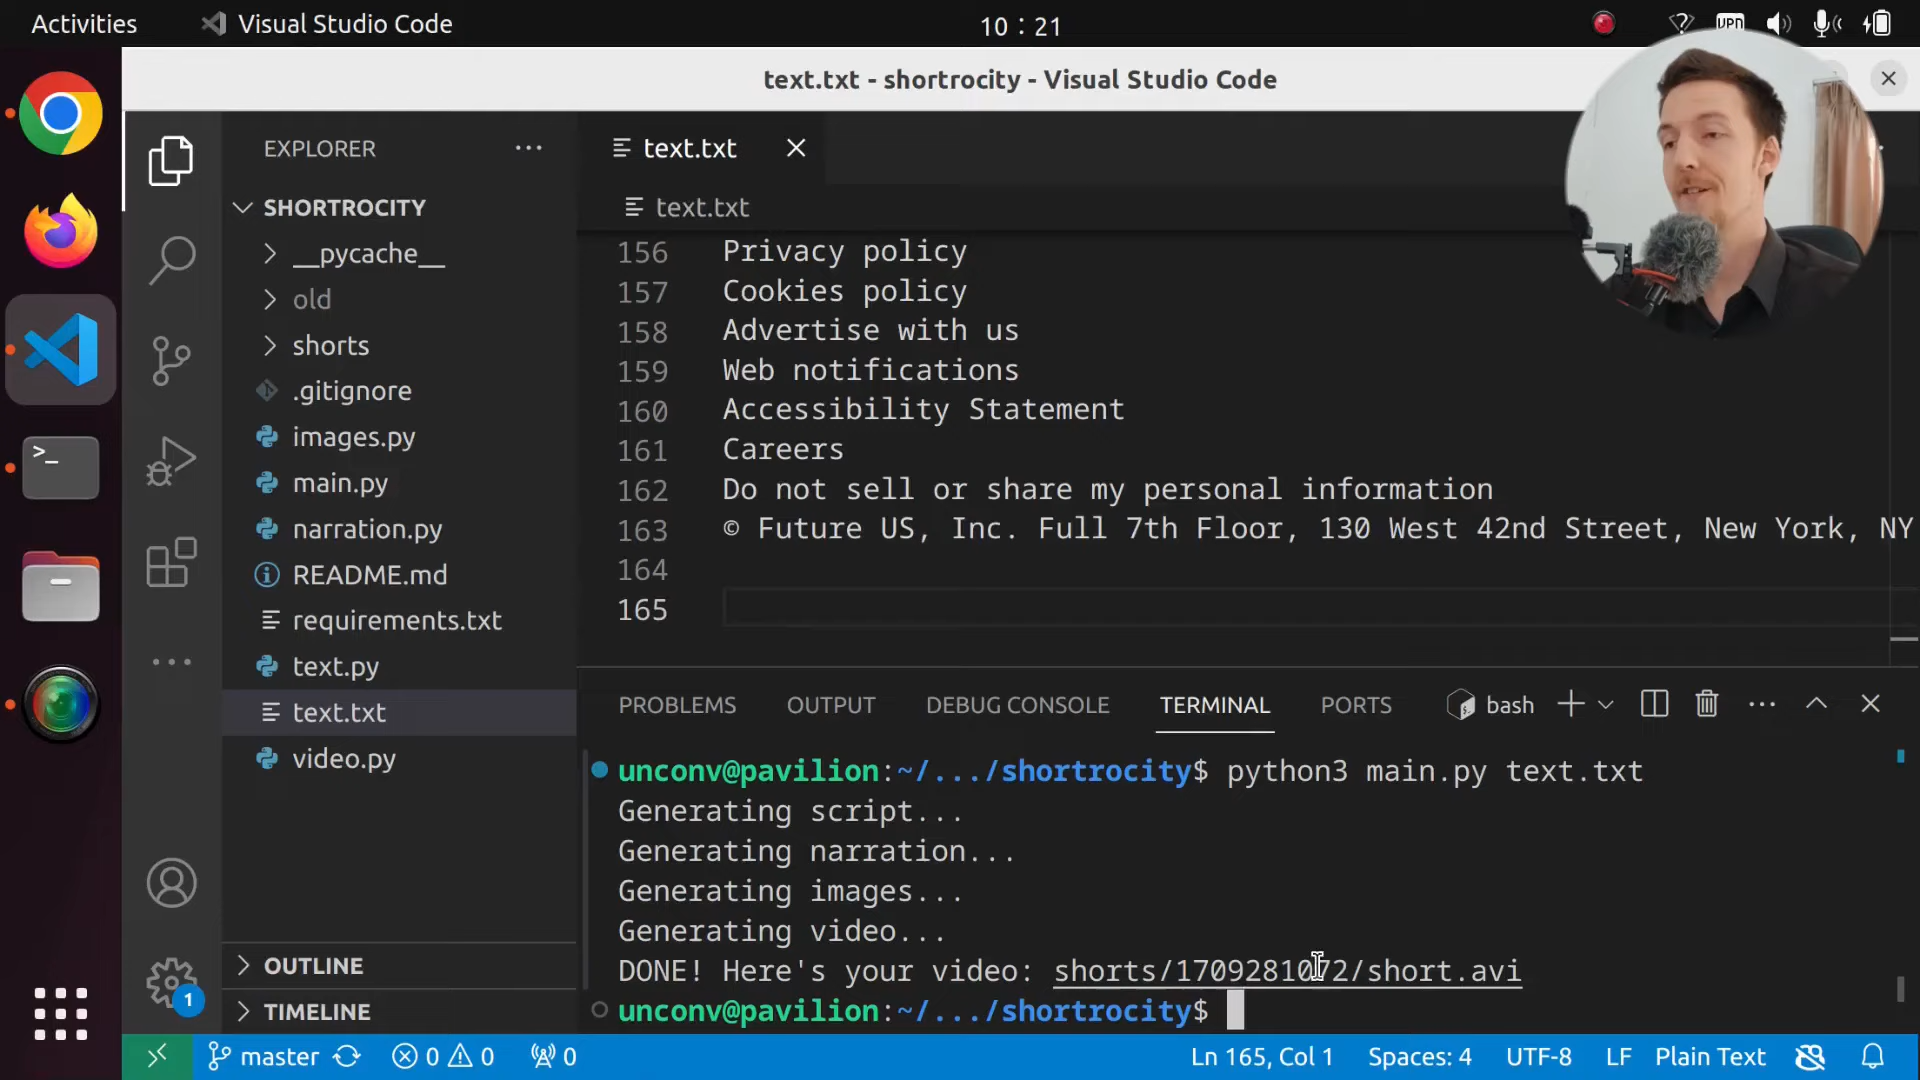 Activities
Visual Studio Code
10 : 21
VPN
text.txt - shortrocity - Visual Studio Code
EXPLORER
SHORTROCITY
__pycache__
old
shorts
.gitignore
images.py
main.py
narration.py
README.md
requirements.txt
text.py
text.txt
video.py
OUTLINE
TIMELINE
1
text.txt
text.txt
156 Privacy policy
157 Cookies policy
158 Advertise with us
159 Web notifications
160 Accessibility Statement
161 Careers
162 Do not sell or share my personal information
163 © Future US, Inc. Full 7th Floor, 130 West 42nd Street, New York, NY
164
165
PROBLEMS OUTPUT DEBUG CONSOLE TERMINAL PORTS bash
unconv@pavilion:~/.../shortrocity$ python3 main.py text.txt
Generating script...
Generating narration...
Generating images...
Generating video...
DONE! Here's your video: shorts/1709281072/short.avi
unconv@pavilion:~/.../shortrocity$
master 0 0 0 Ln 165, Col 1 Spaces: 4 UTF-8 LF Plain Text